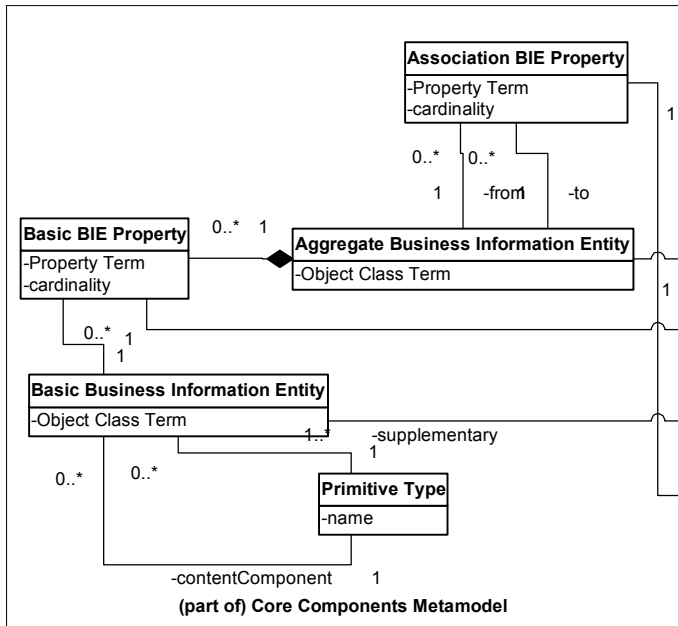 Association BIE Property
-Property Term
-cardinality
1
0..* 0..*
1 -from 1 -to
0..* 1
Basic BIE Property
-Property Term
-cardinality
Aggregate Business Information Entity
-Object Class Term
1
0..* 1
1
Basic Business Information Entity
-Object Class Term
1..* -supplementary
1
0..* 0..*
Primitive Type
-name
-contentComponent 1
(part of) Core Components Metamodel